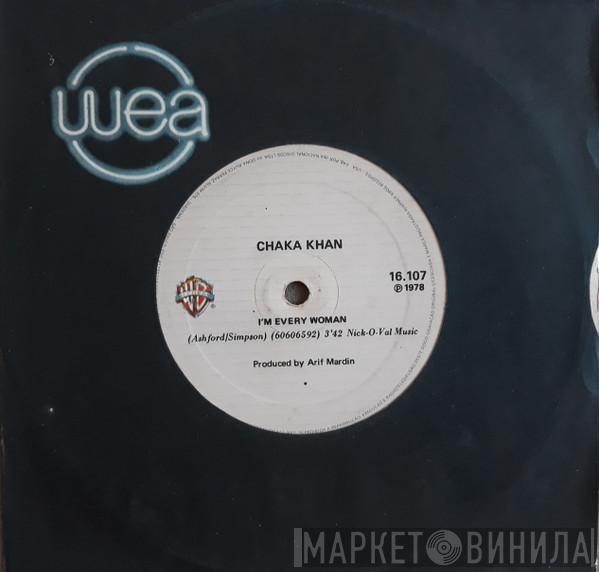 wea
CHAKA KHAN
16.107
℗ 1978
I'M EVERY WOMAN
(Ashford/Simpson) (60606592) 3'42 Nick-O-Val Music
Produced by Arif Mardin
МАРКЕТ ВИНИЛА